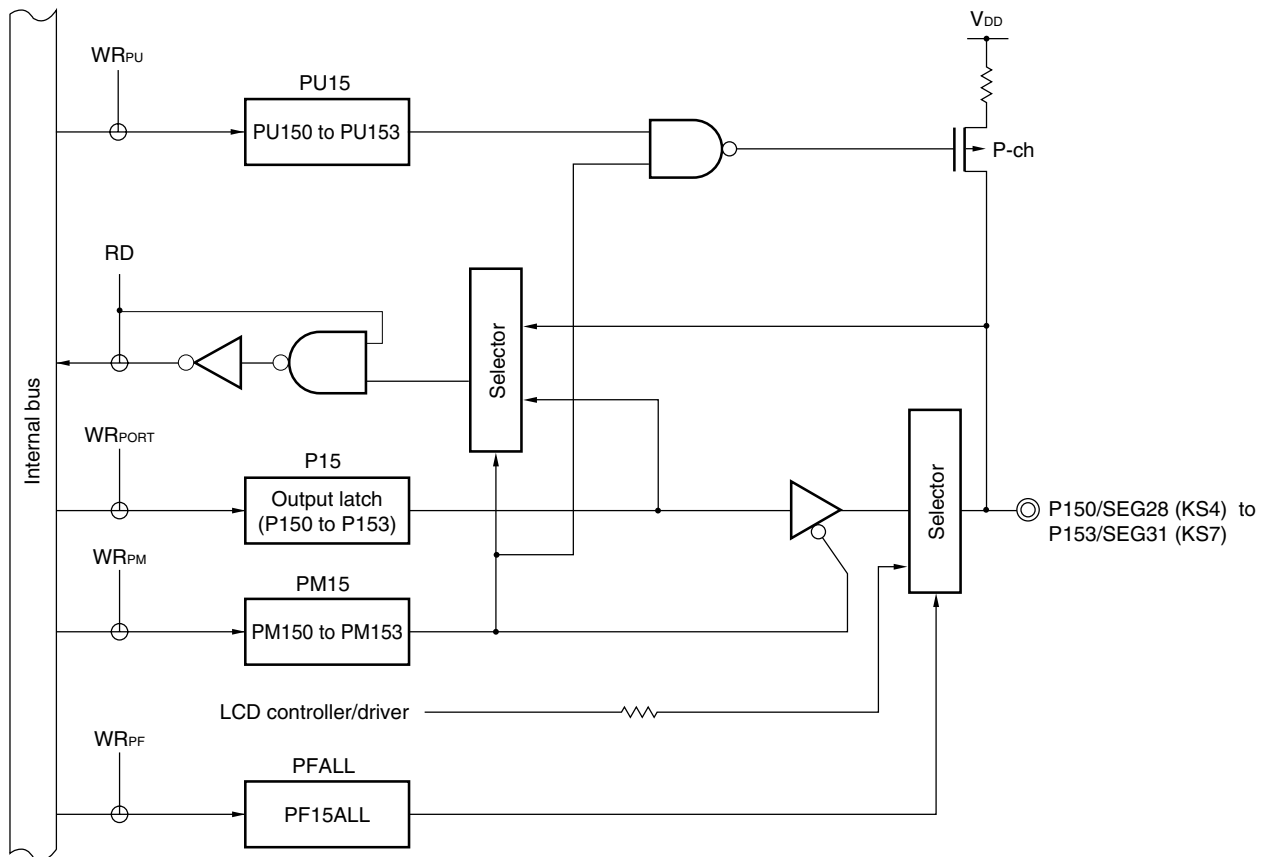 VDD
WRPU
PU15
PU150 to PU153
P-ch
RD
Selector
Internal bus
WRPORT
P15
Output latch
(P150 to P153)
Selector
P150/SEG28 (KS4) to
P153/SEG31 (KS7)
WRPM
PM15
PM150 to PM153
LCD controller/driver
WRPF
PFALL
PF15ALL